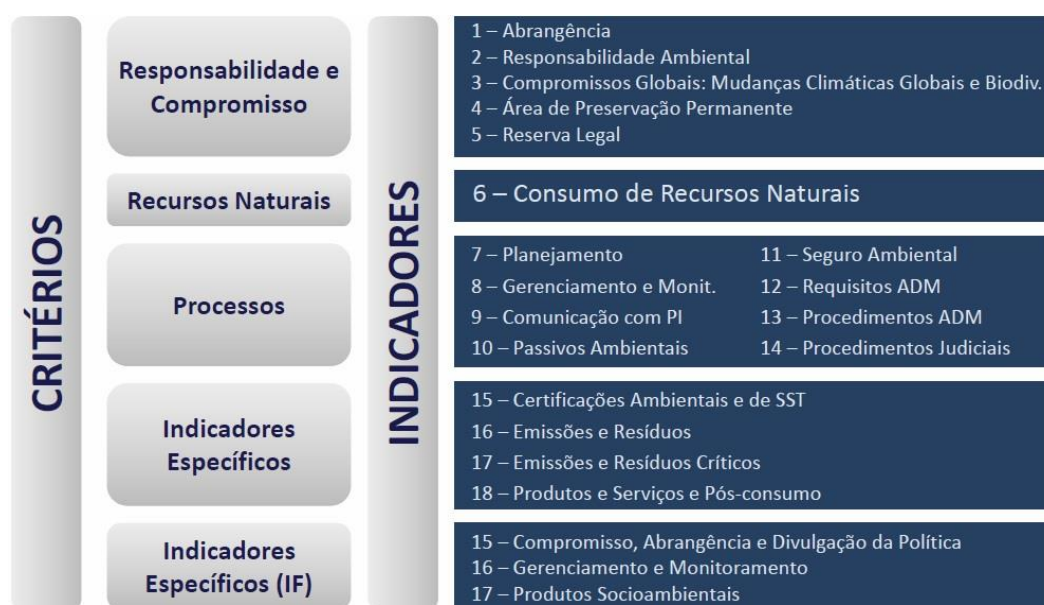 CRITÉRIOS
Responsabilidade e
Compromisso
Recursos Naturais
Processos
Indicadores
Específicos
Indicadores
Específicos (IF)
INDICADORES
1 – Abrangência
2 – Responsabilidade Ambiental
3 – Compromissos Globais: Mudanças Climáticas Globais e Biodiv.
4 – Área de Preservação Permanente
5 – Reserva Legal
6 – Consumo de Recursos Naturais
7 – Planejamento
8 – Gerenciamento e Monit.
9 – Comunicação com PI
10 – Passivos Ambientais
11 – Seguro Ambiental
12 – Requisitos ADM
13 – Procedimentos ADM
14 – Procedimentos Judiciais
15 – Certificações Ambientais e de SST
16 – Emissões e Resíduos
17 – Emissões e Resíduos Críticos
18 – Produtos e Serviços e Pós-consumo
15 – Compromisso, Abrangência e Divulgação da Política
16 – Gerenciamento e Monitoramento
17 – Produtos Socioambientais